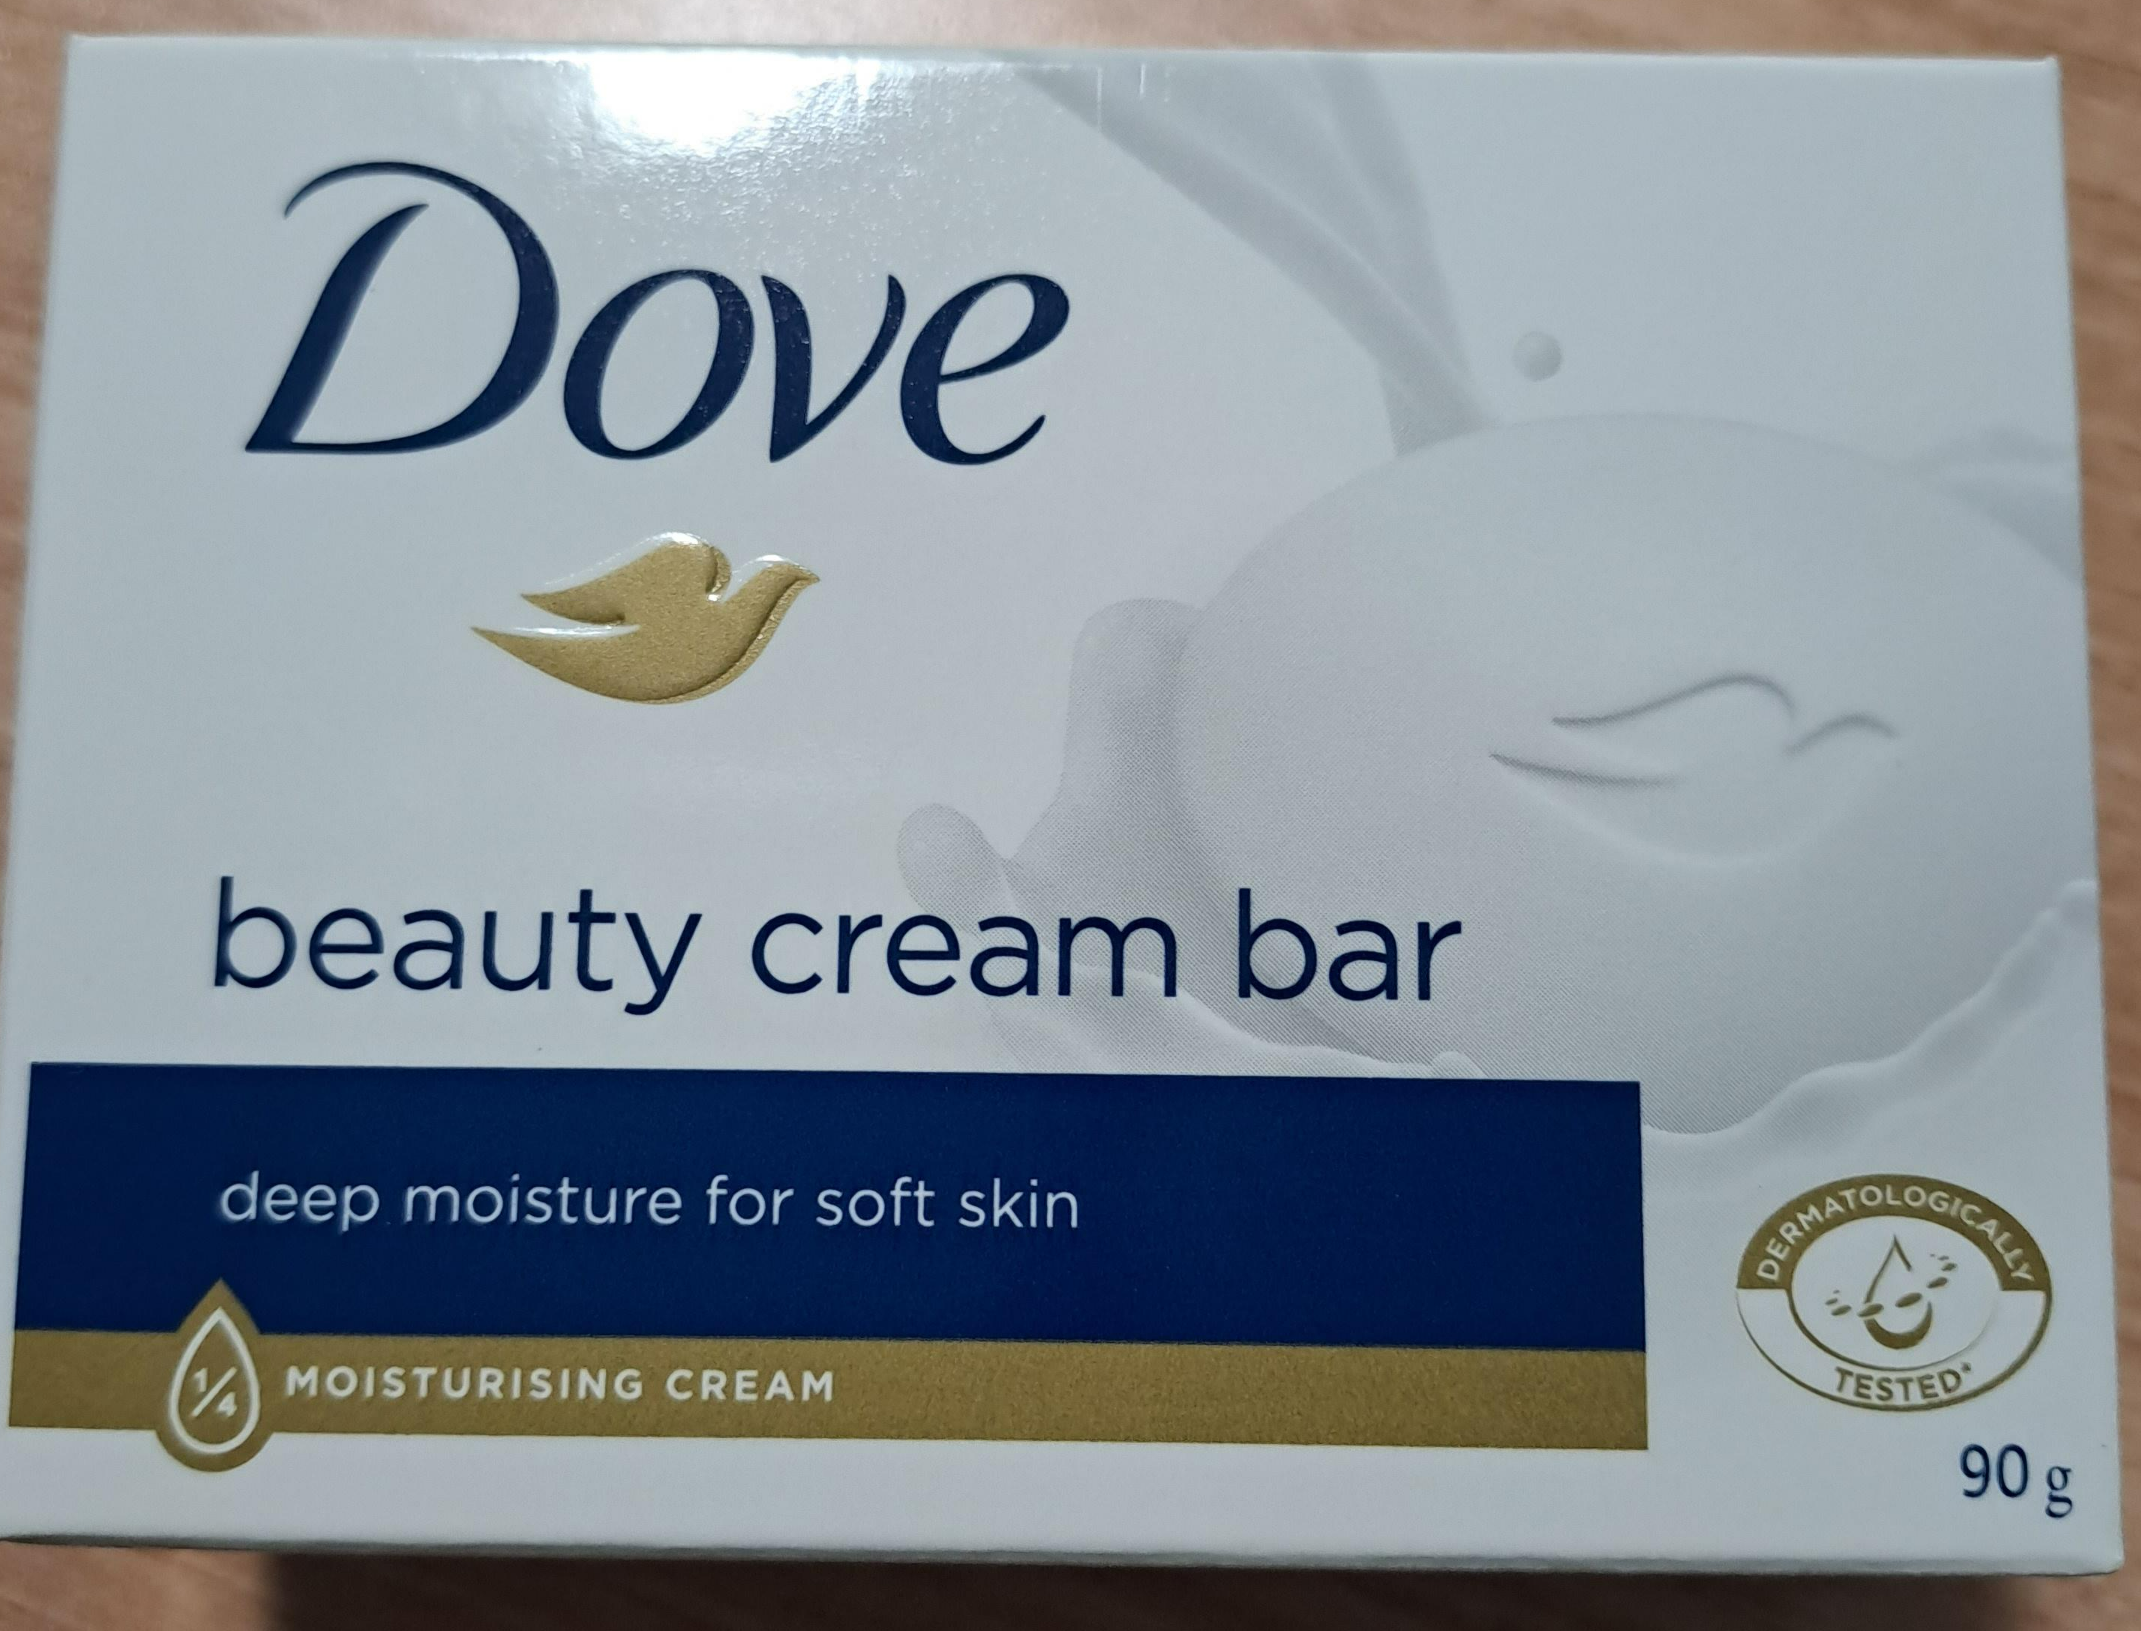 Dove
beauty cream bar
deep moisture for soft skin
1/4 MOISTURISING CREAM
DERMATOLOGICALLY
TESTED*
90 g